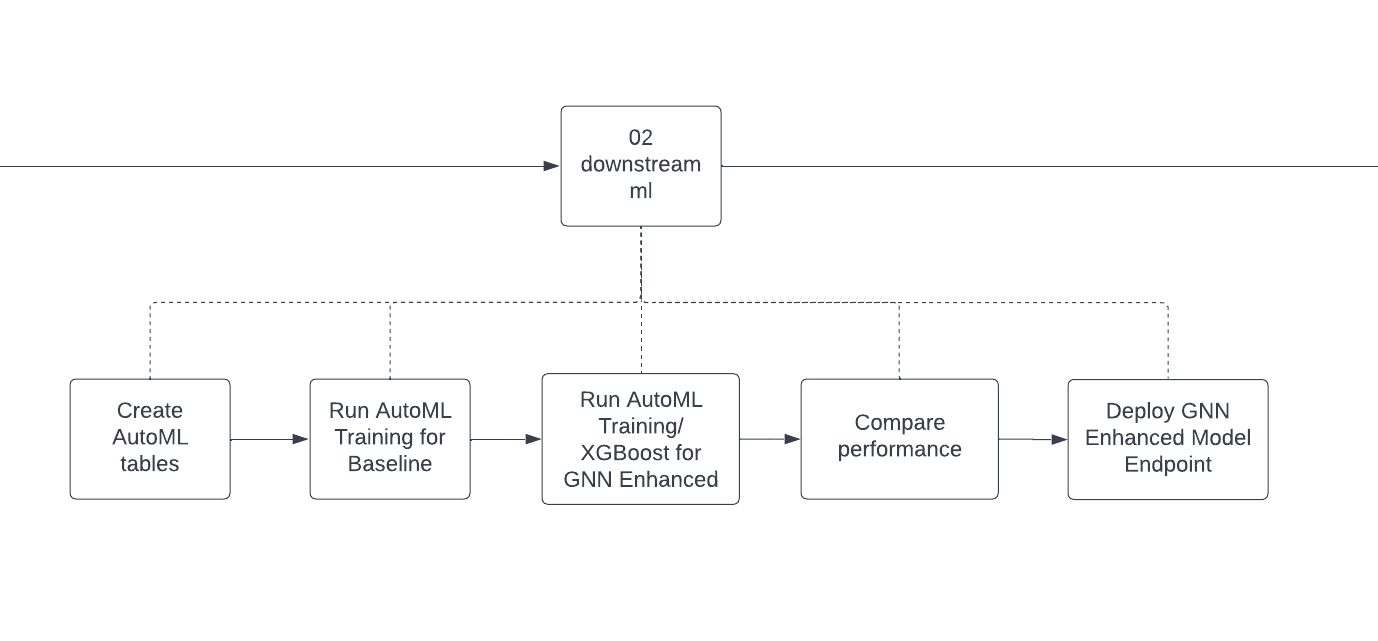 02
downstream
ml
Create
AutoML
tables
Run AutoML
Training for
Baseline
Run AutoML
Training/
XGBoost for
GNN Enhanced
Compare
performance
Deploy GNN
Enhanced Model
Endpoint